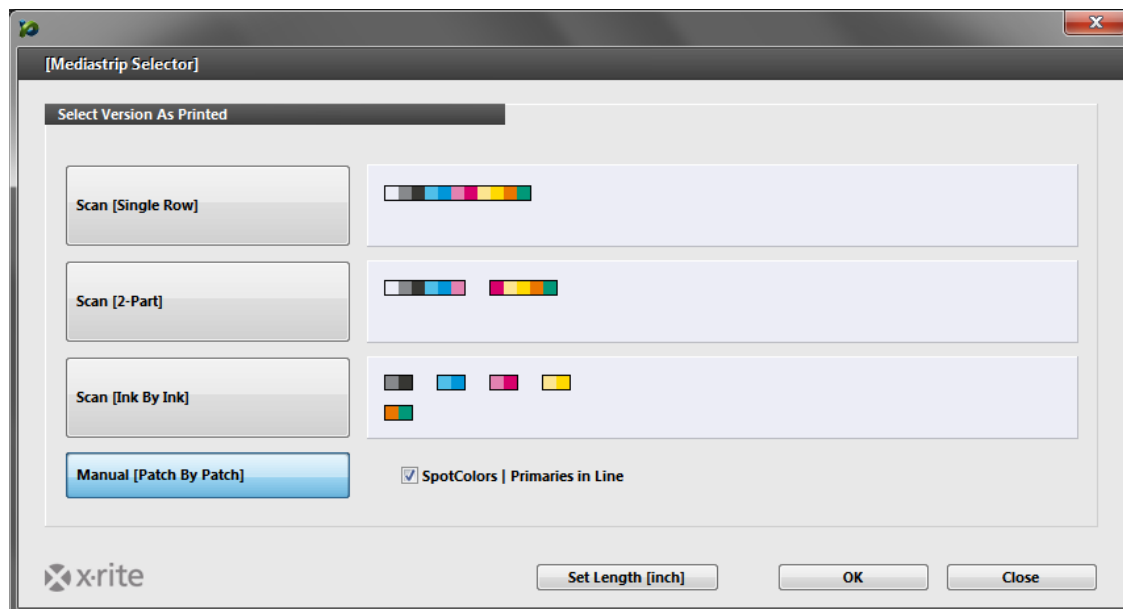 [Mediastrip Selector]
Select Version As Printed
Scan [Single Row]
Scan [2-Part]
Scan [Ink By Ink]
Manual [Patch By Patch]
SpotColors | Primaries in Line
x·rite
Set Length [inch]
OK
Close